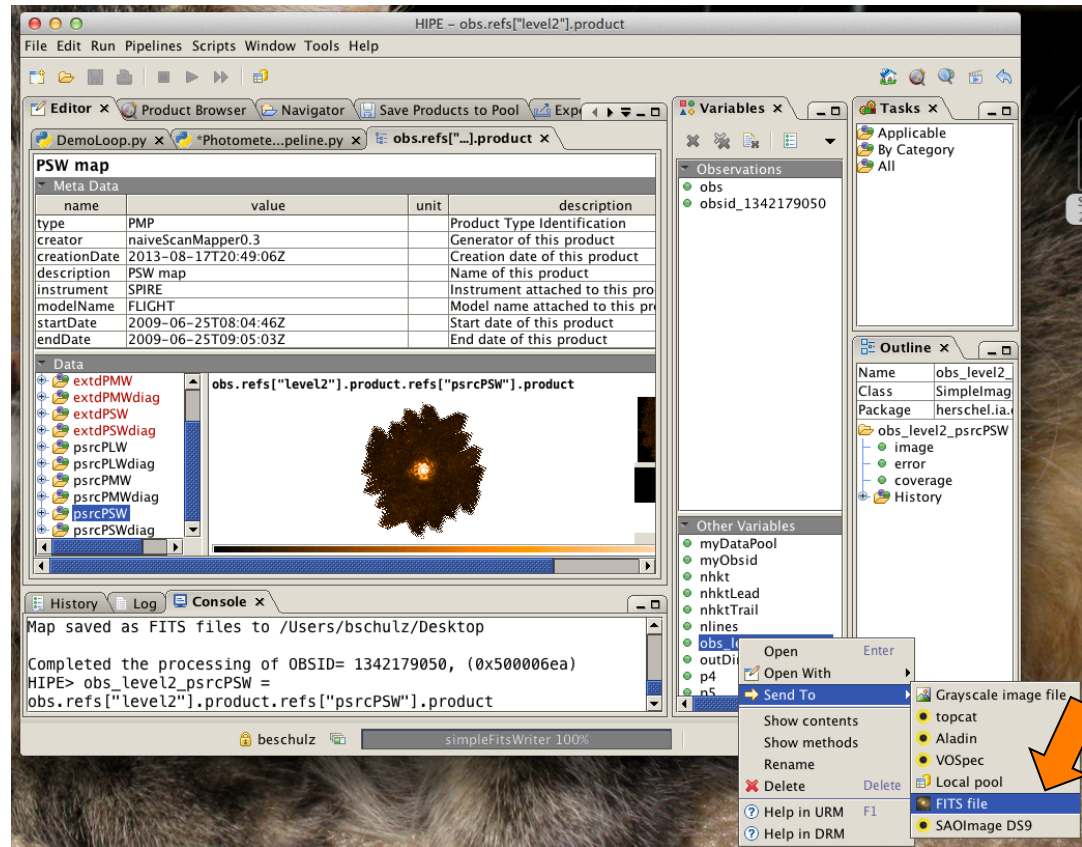 HIPE – obs.refs["level2"].product
File Edit Run Pipelines Scripts Window Tools Help
Editor × Product Browser Navigator Save Products to Pool
DemoLoop.py × *Photomete...peline.py × obs.refs["...].product ×
PSW map
Meta Data
name value unit description
type PMP Product Type Identification
creator naiveScanMapper0.3 Generator of this product
creationDate 2013-08-17T20:49:06Z Creation date of this product
description PSW map Name of this product
instrument SPIRE Instrument attached to this pro
modelName FLIGHT Model name attached to this pr
startDate 2009-06-25T08:04:46Z Start date of this product
endDate 2009-06-25T09:05:03Z End date of this product
Data
extdPMW
extdPMWdiag
extdPSW
extdPSWdiag
psrcPLW
psrcPLWdiag
psrcPMW
psrcPMWdiag
psrcPSW
psrcPSWdiag
obs.refs["level2"].product.refs["psrcPSW"].product
History Log Console ×
Map saved as FITS files to /Users/bschulz/Desktop
Completed the processing of OBSID= 1342179050, (0x500006ea)
HIPE> obs_level2_psrcPSW =
obs.refs["level2"].product.refs["psrcPSW"].product
beschulz simpleFitsWriter 100%
Variables ×
Observations
obs
obsid_1342179050
Other Variables
myDataPool
myObsid
nhkt
nhktLead
nhktTrail
nlines
obs_le
outDi
p4
p5
Tasks ×
Applicable
By Category
All
Outline ×
Name obs_level2_
Class SimpleImag
Package herschel.ia.
obs_level2_psrcPSW
image
error
coverage
History
Open Enter
Open With
Send To
Show contents
Show methods
Rename
Delete Delete
Help in URM F1
Help in DRM
Grayscale image file
topcat
Aladin
VOSpec
Local pool
FITS file
SAOImage DS9